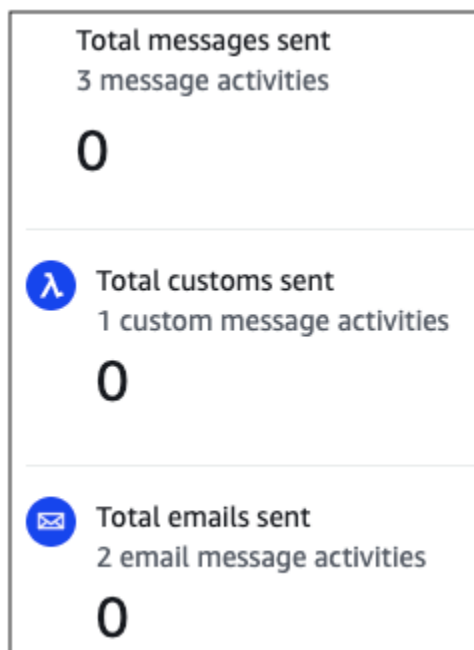 Total messages sent
3 message activities
0
λ
Total customs sent
1 custom message activities
0
Total emails sent
2 email message activities
0